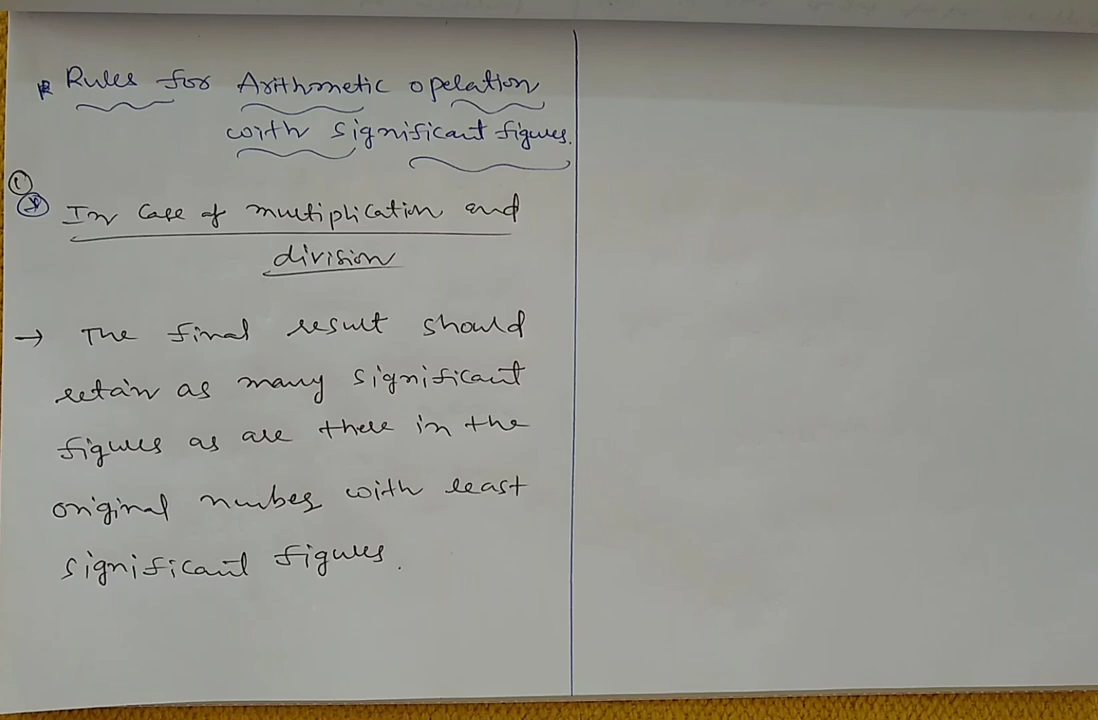 * Rules for Arithmetic operation
with significant figures.
(1)
In case of multiplication and
division
→ The final result should
retain as many significant
figures as are there in the
original number with least
significant figures.